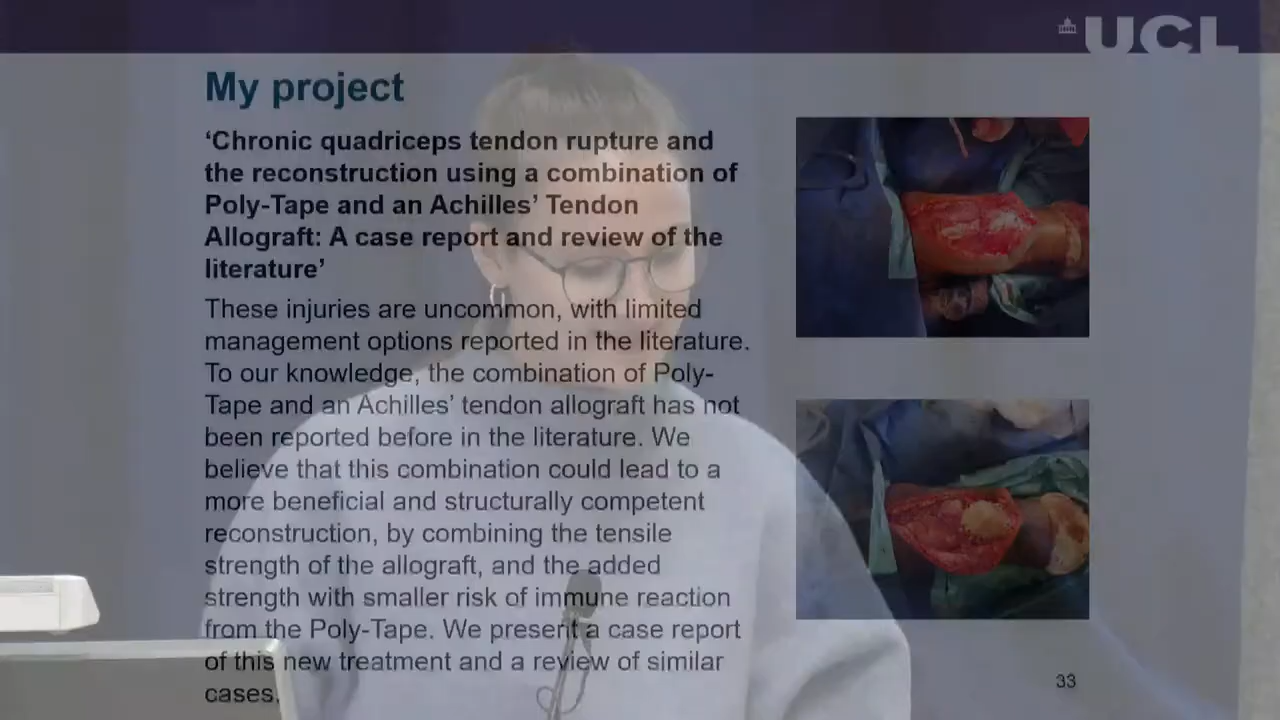 UCL
My project
‘Chronic quadriceps tendon rupture and
the reconstruction using a combination of
Poly-Tape and an Achilles’ Tendon
Allograft: A case report and review of the
literature’
These injuries are uncommon, with limited
management options reported in the literature.
To our knowledge, the combination of Poly-
Tape and an Achilles’ tendon allograft has not
been reported before in the literature. We
believe that this combination could lead to a
more beneficial and structurally competent
reconstruction, by combining the tensile
strength of the allograft, and the added
strength with smaller risk of immune reaction
from the Poly-Tape. We present a case report
of this new treatment and a review of similar
cases.
33